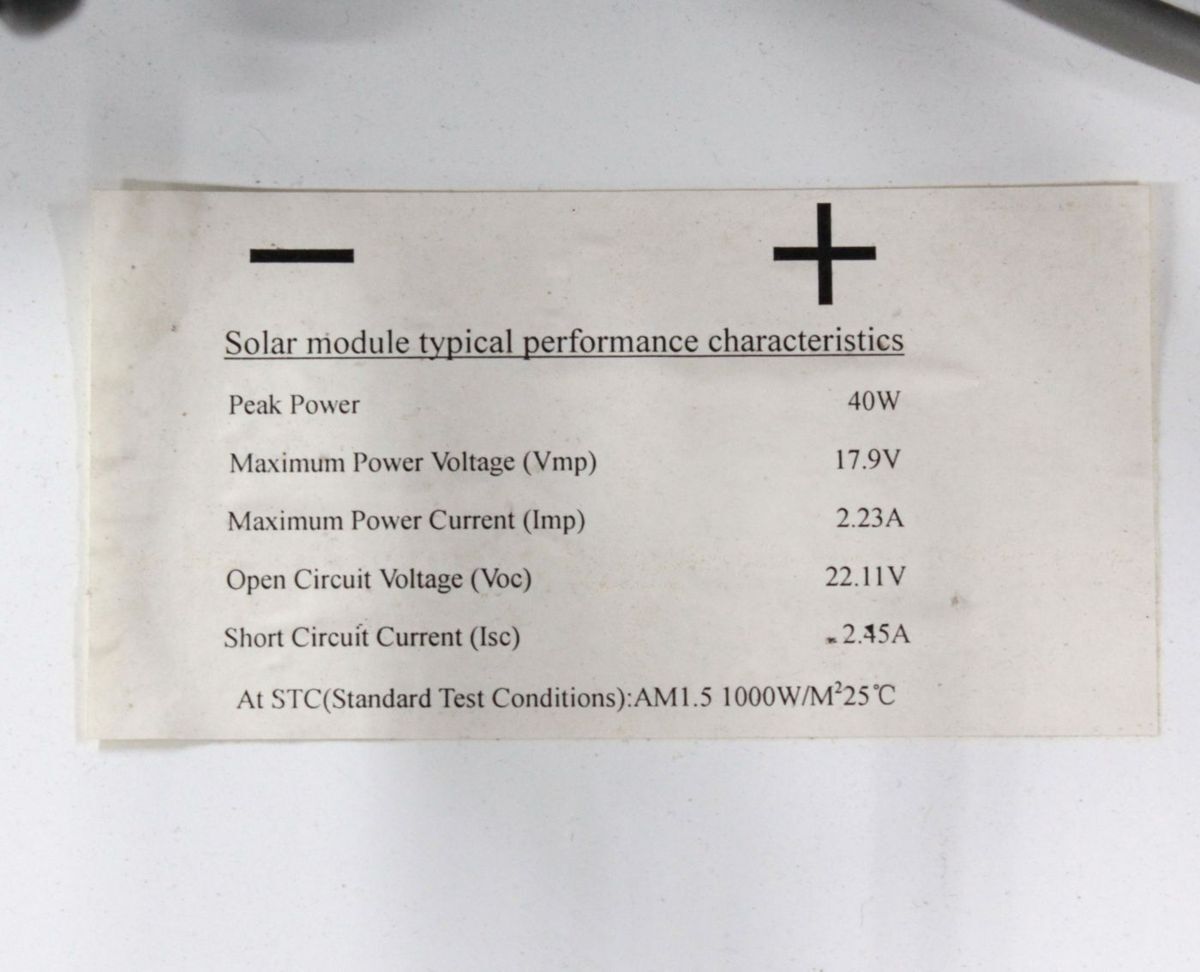 − +
Solar module typical performance characteristics
Peak Power 40W
Maximum Power Voltage (Vmp) 17.9V
Maximum Power Current (Imp) 2.23A
Open Circuit Voltage (Voc) 22.11V
Short Circuit Current (Isc) 2.45A
At STC(Standard Test Conditions):AM1.5 1000W/M²25℃